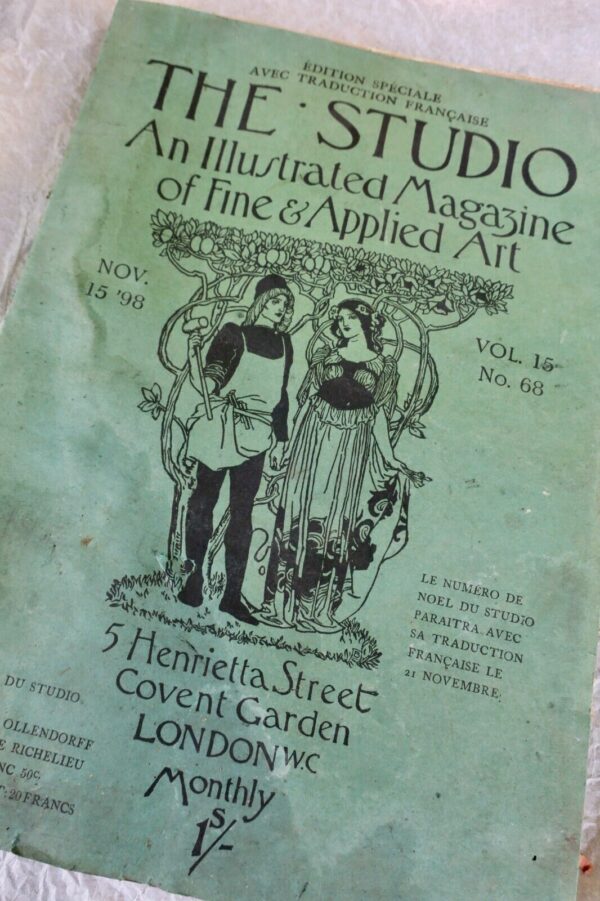 ÉDITION SPÉCIALE
AVEC TRADUCTION FRANÇAISE
THE · STUDIO
An Illustrated Magazine
of Fine & Applied Art
NOV.
15 '98
VOL. 15
No. 68
LE NUMÉRO DE
NOEL DU STUDIO
PARAITRA AVEC
SA TRADUCTION
FRANÇAISE LE
21 NOVEMBRE.
5 Henrietta Street
Covent Garden
LONDON W.C
Monthly
1s/-
DU STUDIO
OLLENDORFF
RICHELIEU
50c.
20 FRANCS